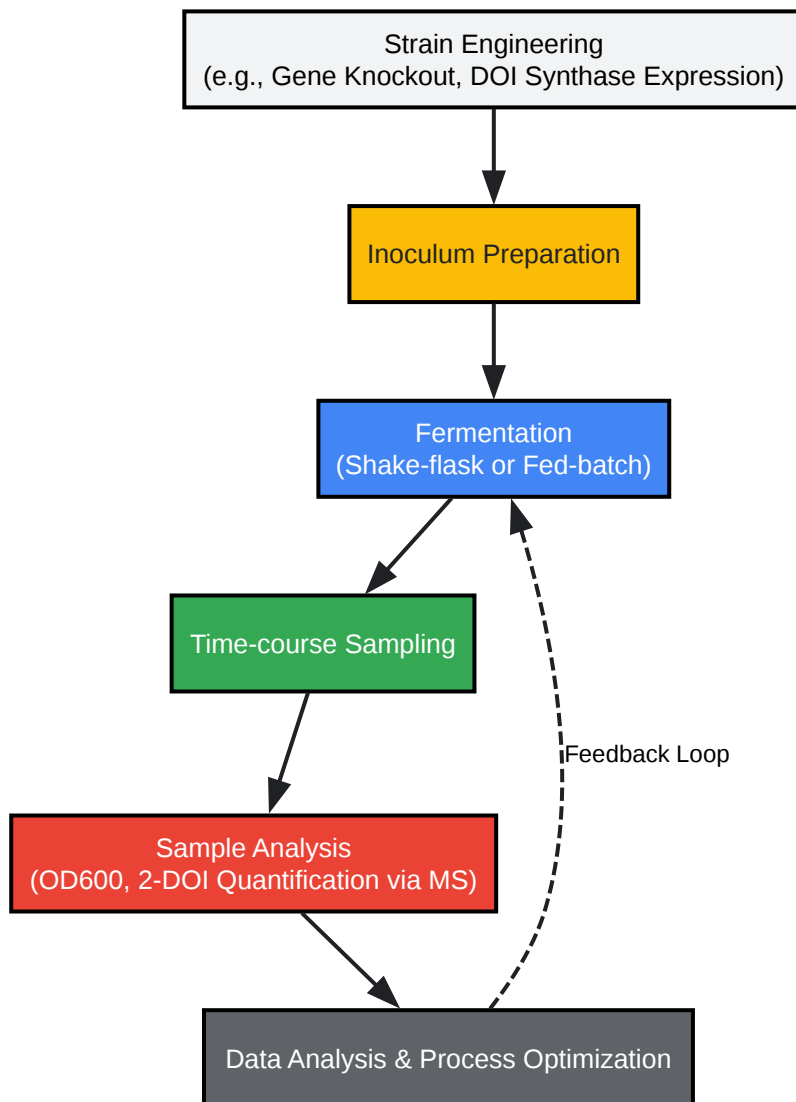 Strain Engineering
(e.g., Gene Knockout, DOI Synthase Expression)
Inoculum Preparation
Fermentation
(Shake-flask or Fed-batch)
Time-course Sampling
Feedback Loop
Sample Analysis
(OD600, 2-DOI Quantification via MS)
Data Analysis & Process Optimization